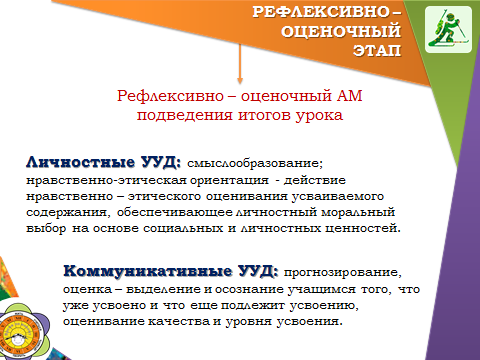 РЕФЛЕКСИВНО –
ОЦЕНОЧНЫЙ
ЭТАП
Рефлексивно – оценочный АМ
подведения итогов урока
Личностные УУД: смыслообразование;
нравственно-этическая ориентация - действие
нравственно – этического оценивания усваиваемого
содержания, обеспечивающее личностный моральный
выбор на основе социальных и личностных ценностей.
Коммуникативные УУД: прогнозирование,
оценка – выделение и осознание учащимся того, что
уже усвоено и что еще подлежит усвоению,
оценивание качества и уровня усвоения.